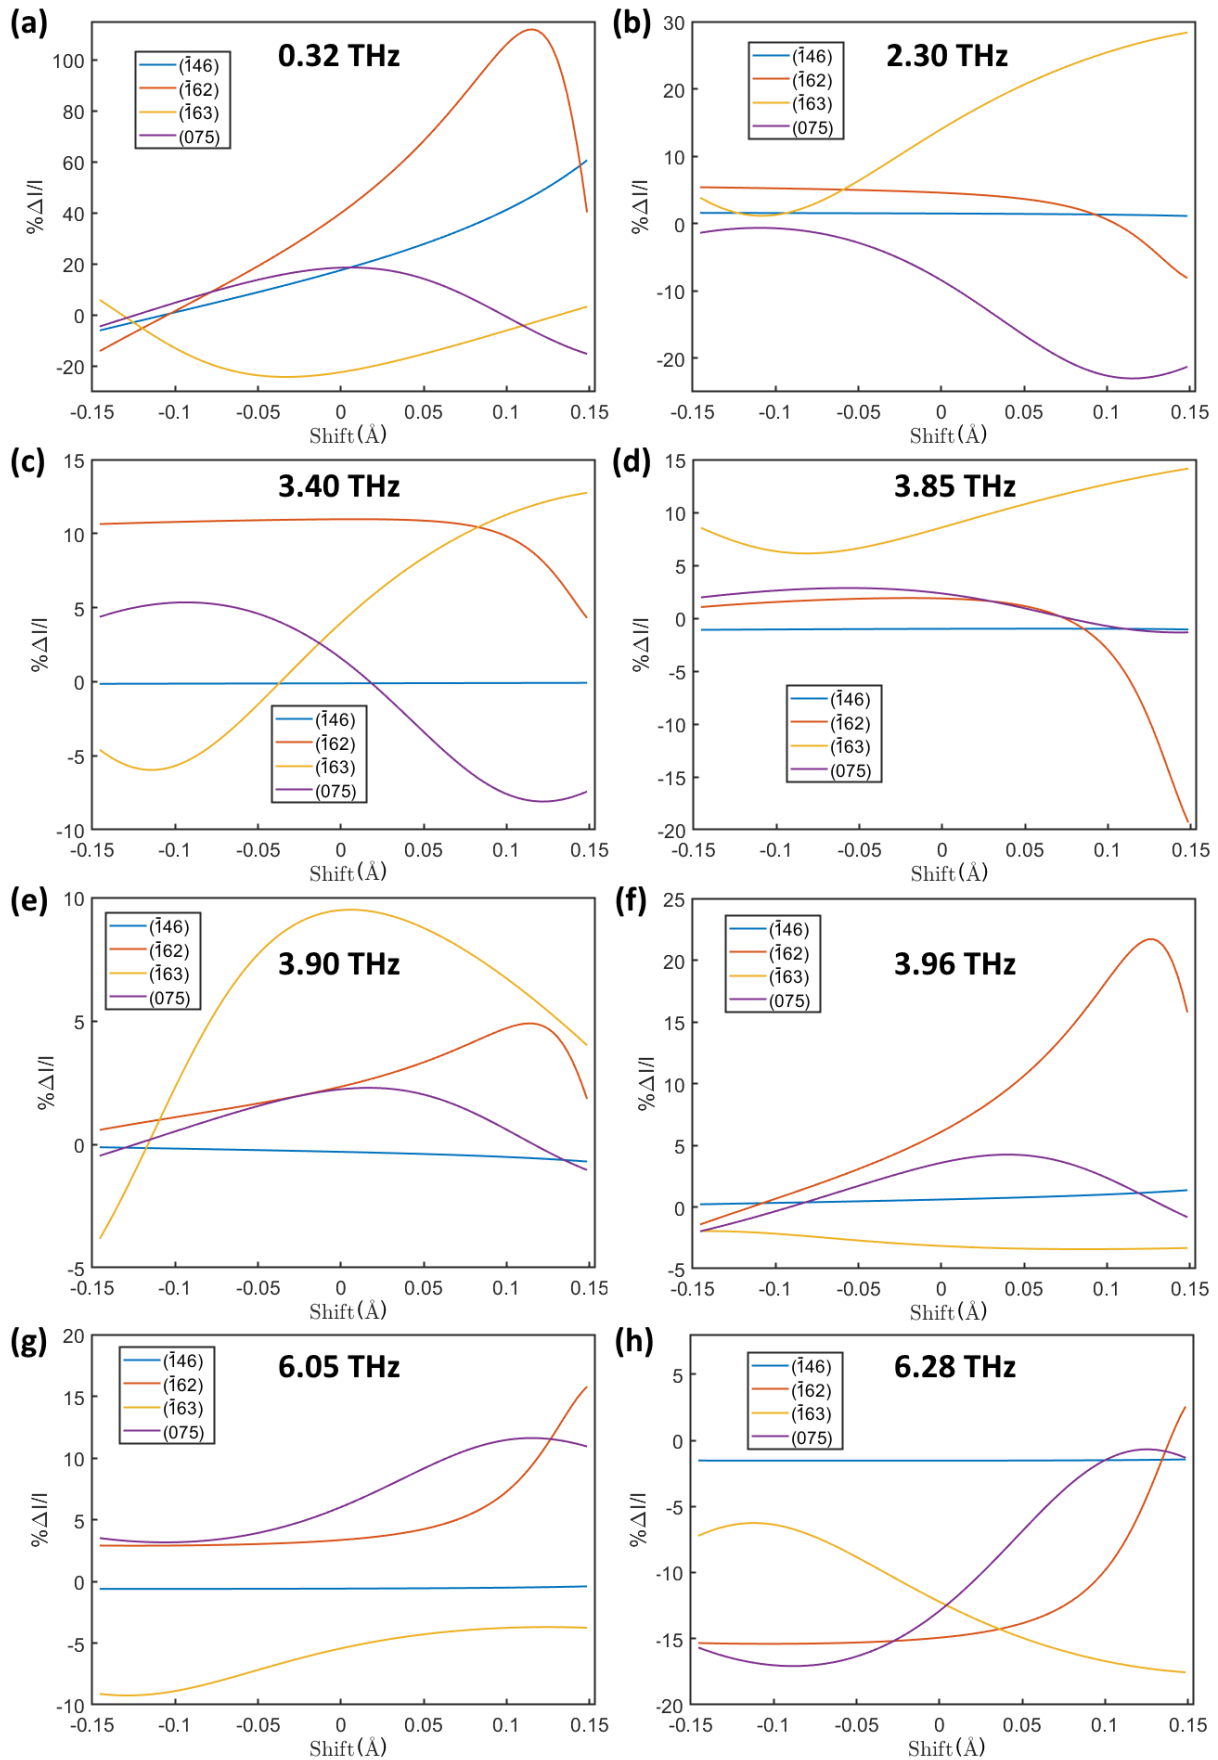 (a)
0.32 THz
(1̄46)
(1̄62)
(1̄63)
(075)
100
80
60
40
20
0
-20
%ΔI/I
-0.15 -0.1 -0.05 0 0.05 0.1 0.15
Shift(Å)
(b)
2.30 THz
(1̄46)
(1̄62)
(1̄63)
(075)
30
20
10
0
-10
-20
%ΔI/I
-0.15 -0.1 -0.05 0 0.05 0.1 0.15
Shift(Å)
(c)
3.40 THz
15
10
5
0
-5
-10
%ΔI/I
(1̄46)
(1̄62)
(1̄63)
(075)
-0.15 -0.1 -0.05 0 0.05 0.1 0.15
Shift(Å)
(d)
3.85 THz
15
10
5
0
-5
-10
-15
-20
%ΔI/I
(1̄46)
(1̄62)
(1̄63)
(075)
-0.15 -0.1 -0.05 0 0.05 0.1 0.15
Shift(Å)
(e)
3.90 THz
(1̄46)
(1̄62)
(1̄63)
(075)
10
5
0
-5
%ΔI/I
-0.15 -0.1 -0.05 0 0.05 0.1 0.15
Shift(Å)
(f)
3.96 THz
(1̄46)
(1̄62)
(1̄63)
(075)
25
20
15
10
5
0
-5
%ΔI/I
-0.15 -0.1 -0.05 0 0.05 0.1 0.15
Shift(Å)
(g)
6.05 THz
(1̄46)
(1̄62)
(1̄63)
(075)
20
15
10
5
0
-5
-10
%ΔI/I
-0.15 -0.1 -0.05 0 0.05 0.1 0.15
Shift(Å)
(h)
6.28 THz
(1̄46)
(1̄62)
(1̄63)
(075)
5
0
-5
-10
-15
-20
%ΔI/I
-0.15 -0.1 -0.05 0 0.05 0.1 0.15
Shift(Å)